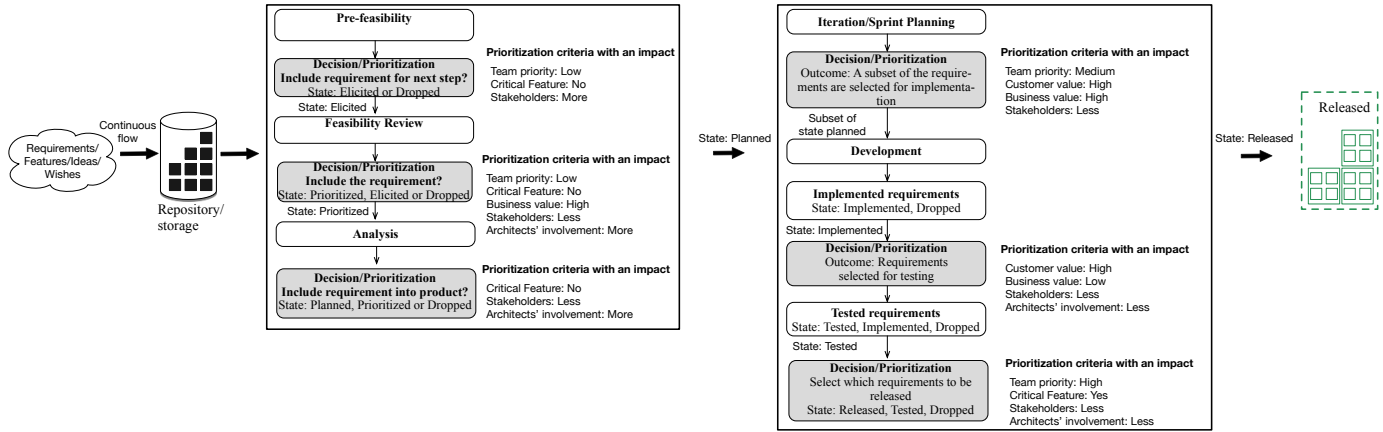 Requirements/
Features/Ideas/
Wishes
Continuous
flow
Repository/
storage
Pre-feasibility
Decision/Prioritization
Include requirement for next step?
State: Elicited or Dropped
Prioritization criteria with an impact
Team priority: Low
Critical Feature: No
Stakeholders: More
State: Elicited
Feasibility Review
Decision/Prioritization
Include the requirement?
State: Prioritized, Elicited or Dropped
Prioritization criteria with an impact
Team priority: Low
Critical Feature: No
Business value: High
Stakeholders: Less
Architects' involvement: More
State: Prioritized
Analysis
Decision/Prioritization
Include requirement into product?
State: Planned, Prioritized or Dropped
Prioritization criteria with an impact
Critical Feature: No
Stakeholders: Less
Architects' involvement: More
State: Planned
Iteration/Sprint Planning
Decision/Prioritization
Outcome: A subset of the require-
ments are selected for implementa-
tion
Prioritization criteria with an impact
Team priority: Medium
Customer value: High
Business value: High
Stakeholders: Less
Subset of
state planned
Development
Implemented requirements
State: Implemented, Dropped
State: Implemented
Decision/Prioritization
Outcome: Requirements
selected for testing
Prioritization criteria with an impact
Customer value: High
Business value: Low
Stakeholders: Less
Architects' involvement: Less
Tested requirements
State: Tested, Implemented, Dropped
State: Tested
Decision/Prioritization
Select which requirements to be
released
State: Released, Tested, Dropped
Prioritization criteria with an impact
Team priority: High
Critical Feature: Yes
Stakeholders: Less
Architects' involvement: Less
State: Released
Released